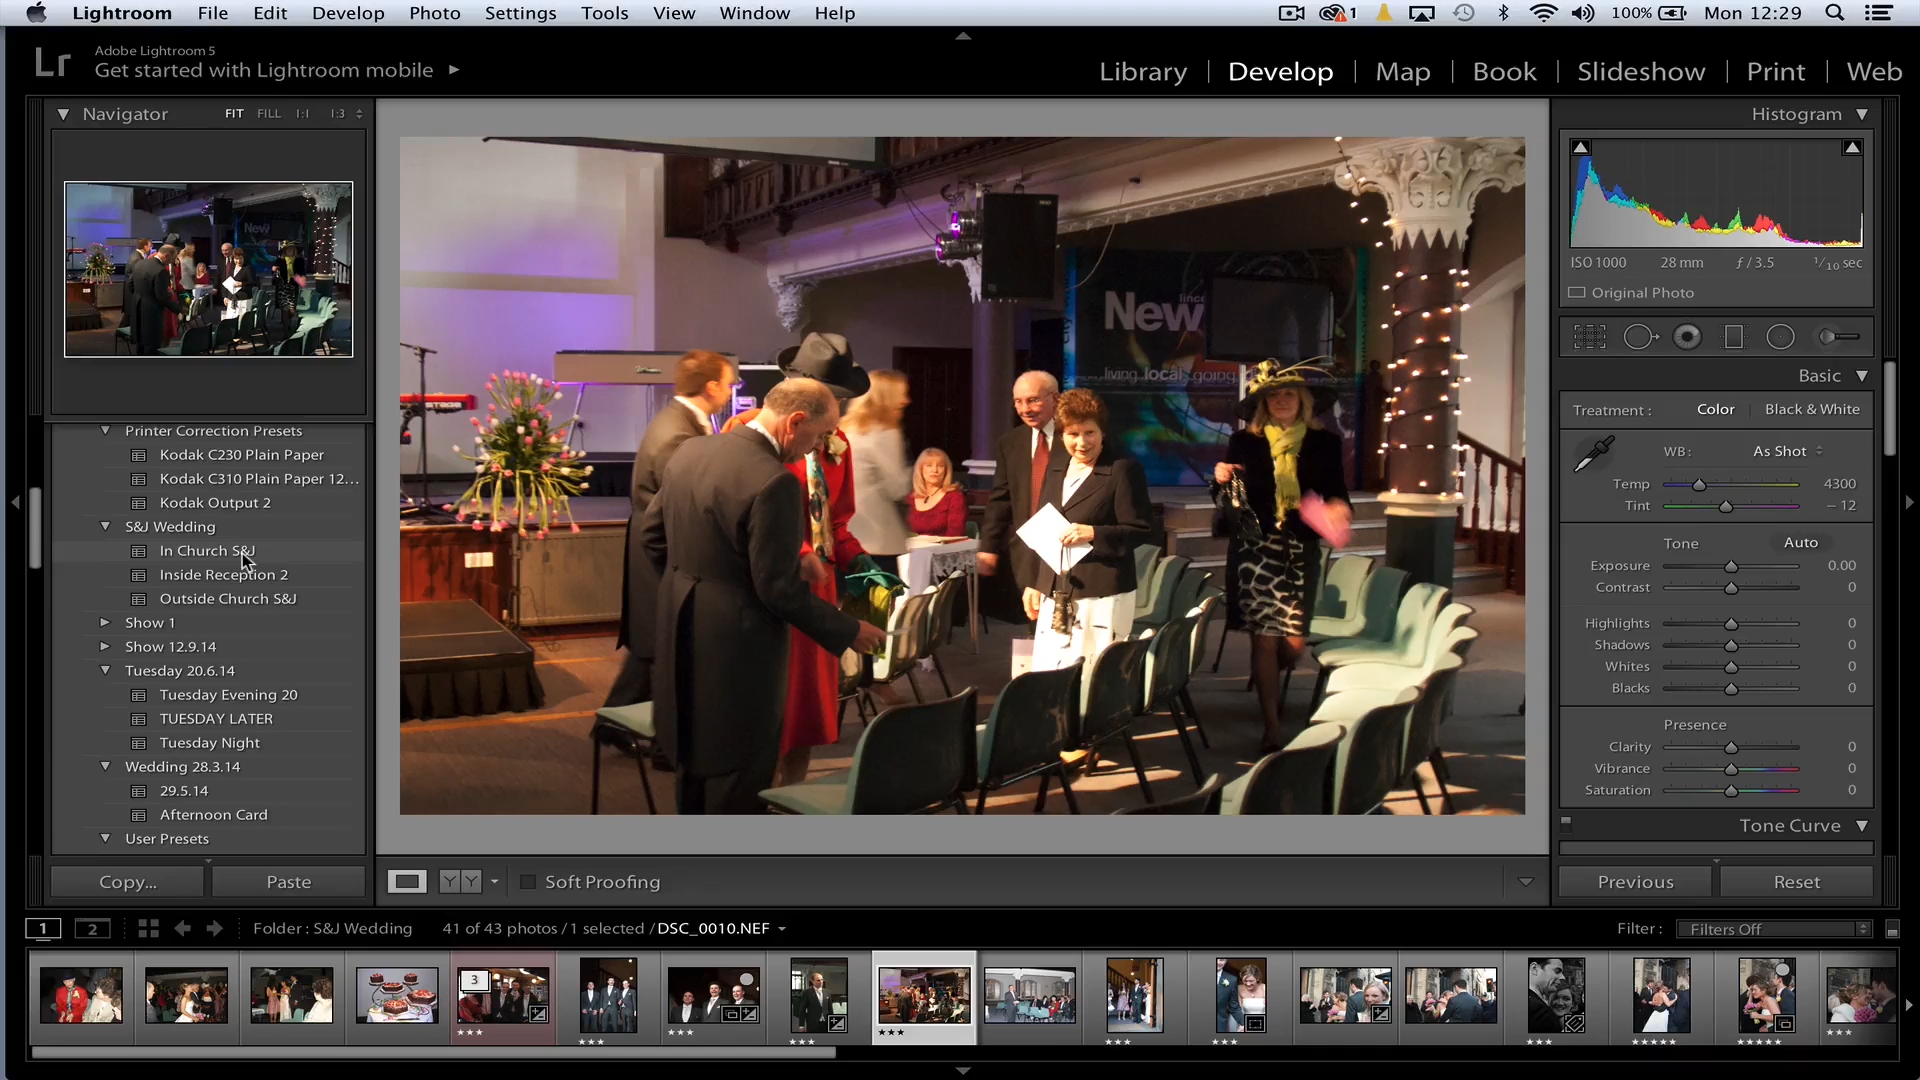 Lightroom File Edit Develop Photo Settings Tools View Window Help 1 100% Mon 12:29
Lr Adobe Lightroom 5
Get started with Lightroom mobile
Library Develop Map Book Slideshow Print Web
Navigator FIT FILL 1:1 1:3
Printer Correction Presets
Kodak C230 Plain Paper
Kodak C310 Plain Paper 12...
Kodak Output 2
S&J Wedding
In Church S&J
Inside Reception 2
Outside Church S&J
Show 1
Show 12.9.14
Tuesday 20.6.14
Tuesday Evening 20
TUESDAY LATER
Tuesday Night
Wedding 28.3.14
29.5.14
Afternoon Card
User Presets
Copy... Paste
New
linc
living local going
Soft Proofing
Histogram
ISO 1000 28 mm ƒ / 3.5 1/10 sec
Original Photo
Basic
Treatment : Color Black & White
WB: As Shot
Temp 4300
Tint – 12
Tone Auto
Exposure 0.00
Contrast 0
Highlights 0
Shadows 0
Whites 0
Blacks 0
Presence
Clarity 0
Vibrance 0
Saturation 0
Tone Curve
Previous Reset
1 2 Folder : S&J Wedding 41 of 43 photos / 1 selected / DSC_0010.NEF Filter : Filters Off
3